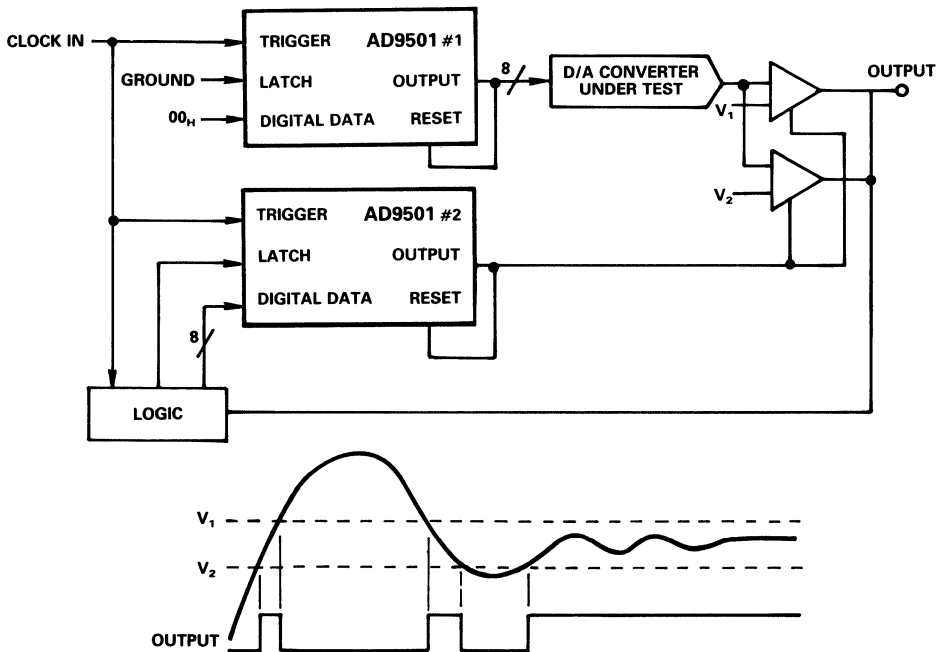 CLOCK IN
TRIGGER AD9501 #1
GROUND
LATCH OUTPUT
00H
DIGITAL DATA RESET
8
D/A CONVERTER
UNDER TEST
OUTPUT
V1
V2
TRIGGER AD9501 #2
LATCH OUTPUT
DIGITAL DATA RESET
8
LOGIC
V1
V2
OUTPUT